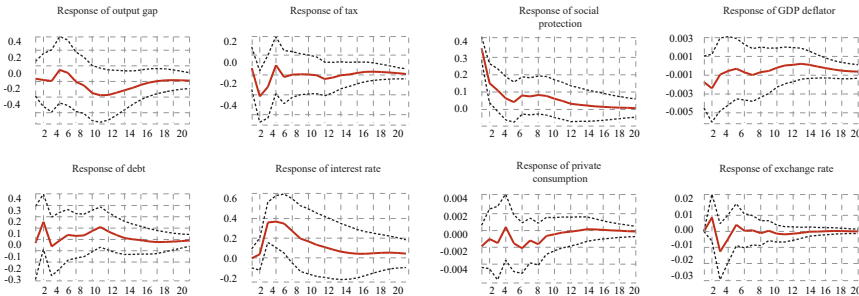 Response of output gap
0.4
0.2
0.0
-0.2
-0.4
2 4 6 8 10 12 14 16 18 20
Response of tax
0.2
0.0
-0.2
-0.4
2 4 6 8 10 12 14 16 18 20
Response of social
protection
0.4
0.3
0.2
0.1
0.0
2 4 6 8 10 12 14 16 18 20
Response of GDP deflator
0.003
0.001
-0.001
-0.003
-0.005
2 4 6 8 10 12 14 16 18 20
Response of debt
0.4
0.3
0.2
0.1
0.0
-0.1
-0.2
-0.3
2 4 6 8 10 12 14 16 18 20
Response of interest rate
0.6
0.4
0.2
0.0
-0.2
2 4 6 8 10 12 14 16 18 20
Response of private
consumption
0.004
0.002
0.000
-0.002
-0.004
2 4 6 8 10 12 14 16 18 20
Response of exchange rate
0.02
0.01
0.00
-0.01
-0.02
-0.03
2 4 6 8 10 12 14 16 18 20